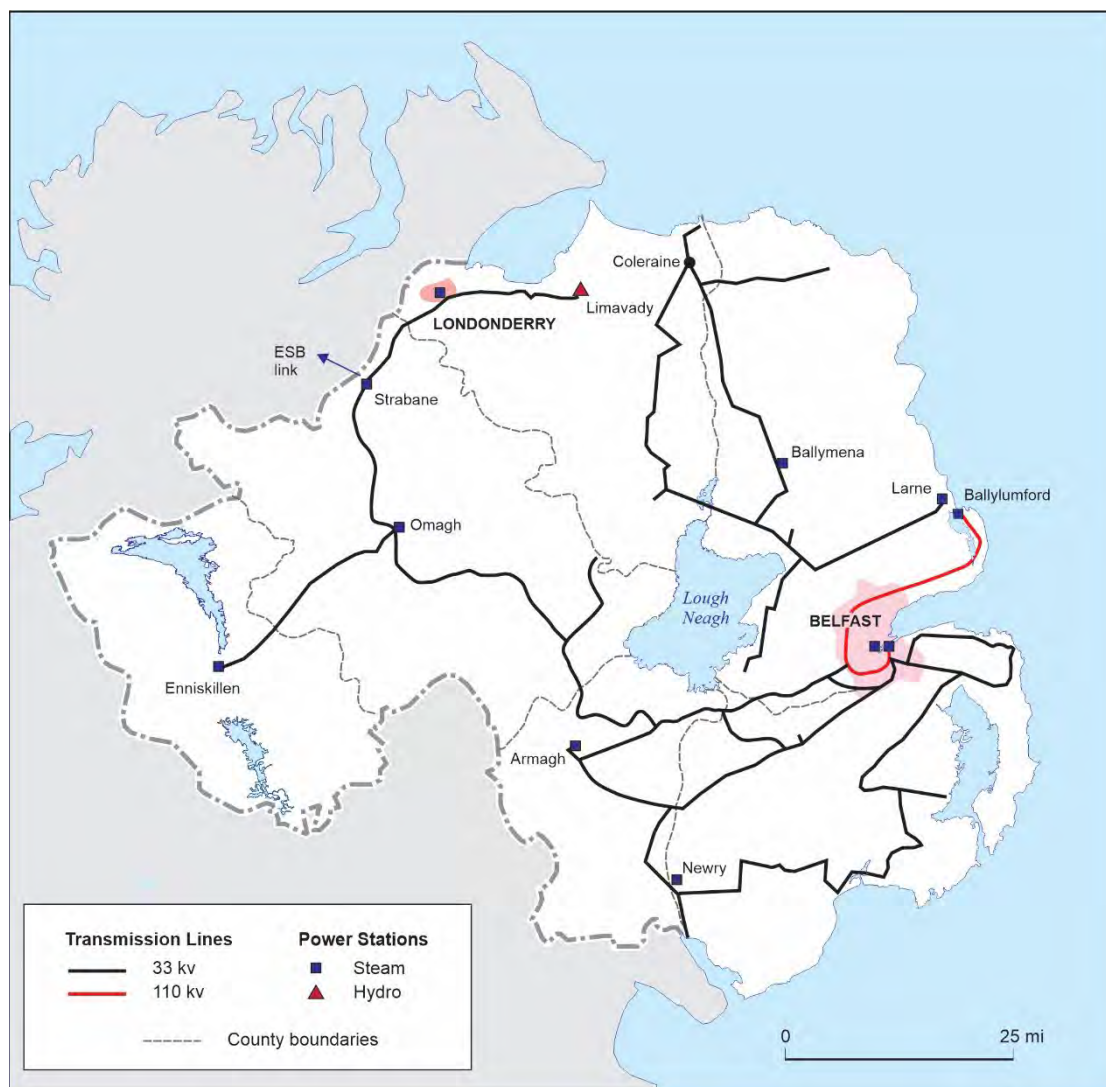 Coleraine
Limavady
LONDONDERRY
ESB
link
Strabane
Ballymena
Larne
Ballylumford
Omagh
Lough
Neagh
BELFAST
Enniskillen
Armagh
Newry
Transmission Lines
33 kv
110 kv
Power Stations
Steam
Hydro
County boundaries
0
25 mi